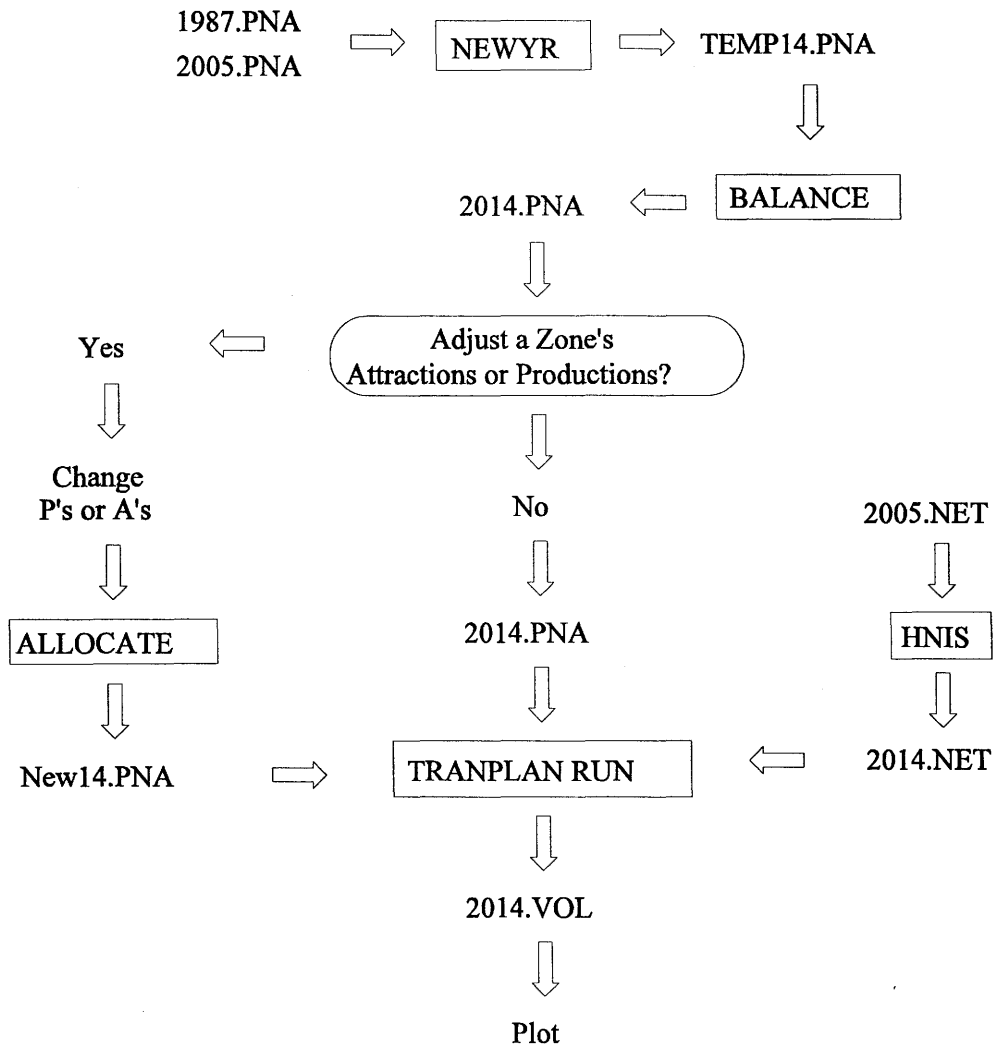 1987.PNA
2005.PNA
NEWYR
TEMP14.PNA
BALANCE
2014.PNA
Adjust a Zone's
Attractions or Productions?
Yes
Change
P's or A's
No
2005.NET
ALLOCATE
2014.PNA
HNIS
New14.PNA
TRANPLAN RUN
2014.NET
2014.VOL
Plot